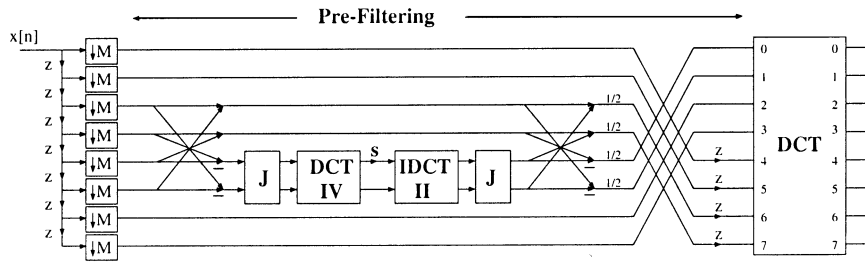 Pre-Filtering
x[n]
↓M
0 0
z
↓M
1 1
z
↓M
1/2
2 2
z
↓M
1/2
3 3
DCT
z
↓M
–
J
DCT IV
s
IDCT II
J
–
1/2
z
4 4
z
↓M
–
–
1/2
z
5 5
z
↓M
z
6 6
z
↓M
z
7 7